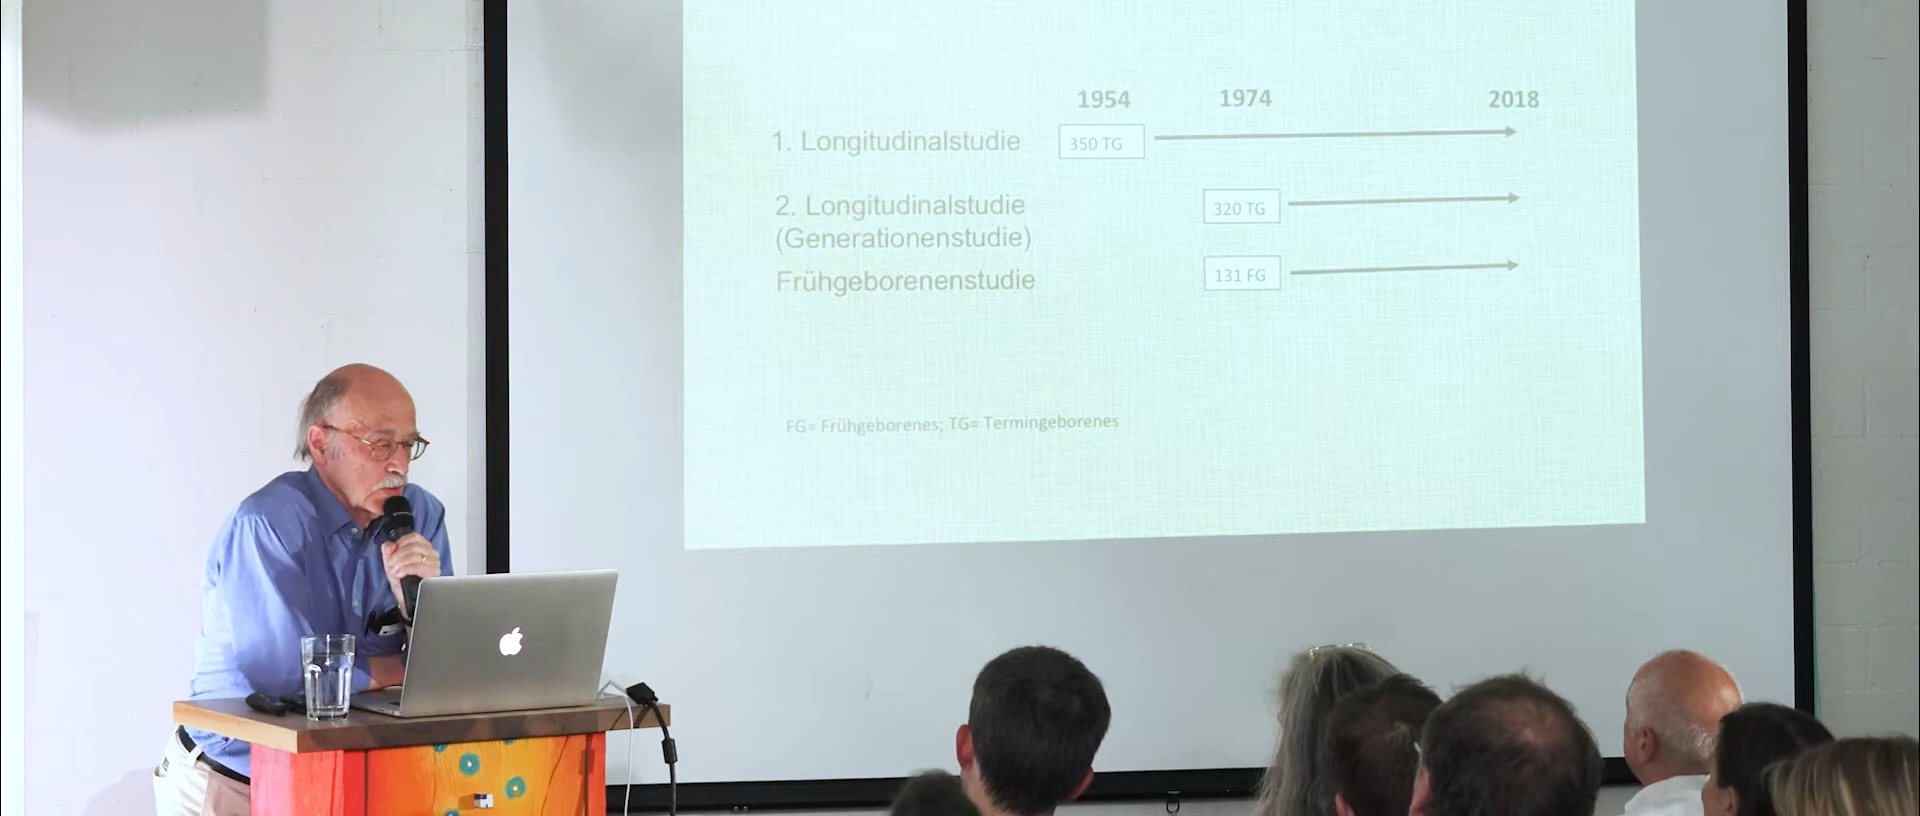 1954 1974 2018
1. Longitudinalstudie 350 TG
2. Longitudinalstudie 320 TG
(Generationenstudie)
Frühgeborenenstudie 131 FG
FG= Frühgeborenes; TG= Termingeborenes